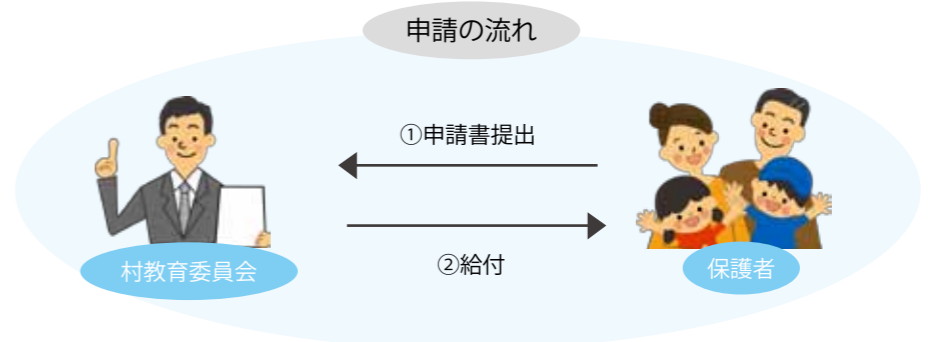 申請の流れ
①申請書提出
②給付
村教育委員会
保護者